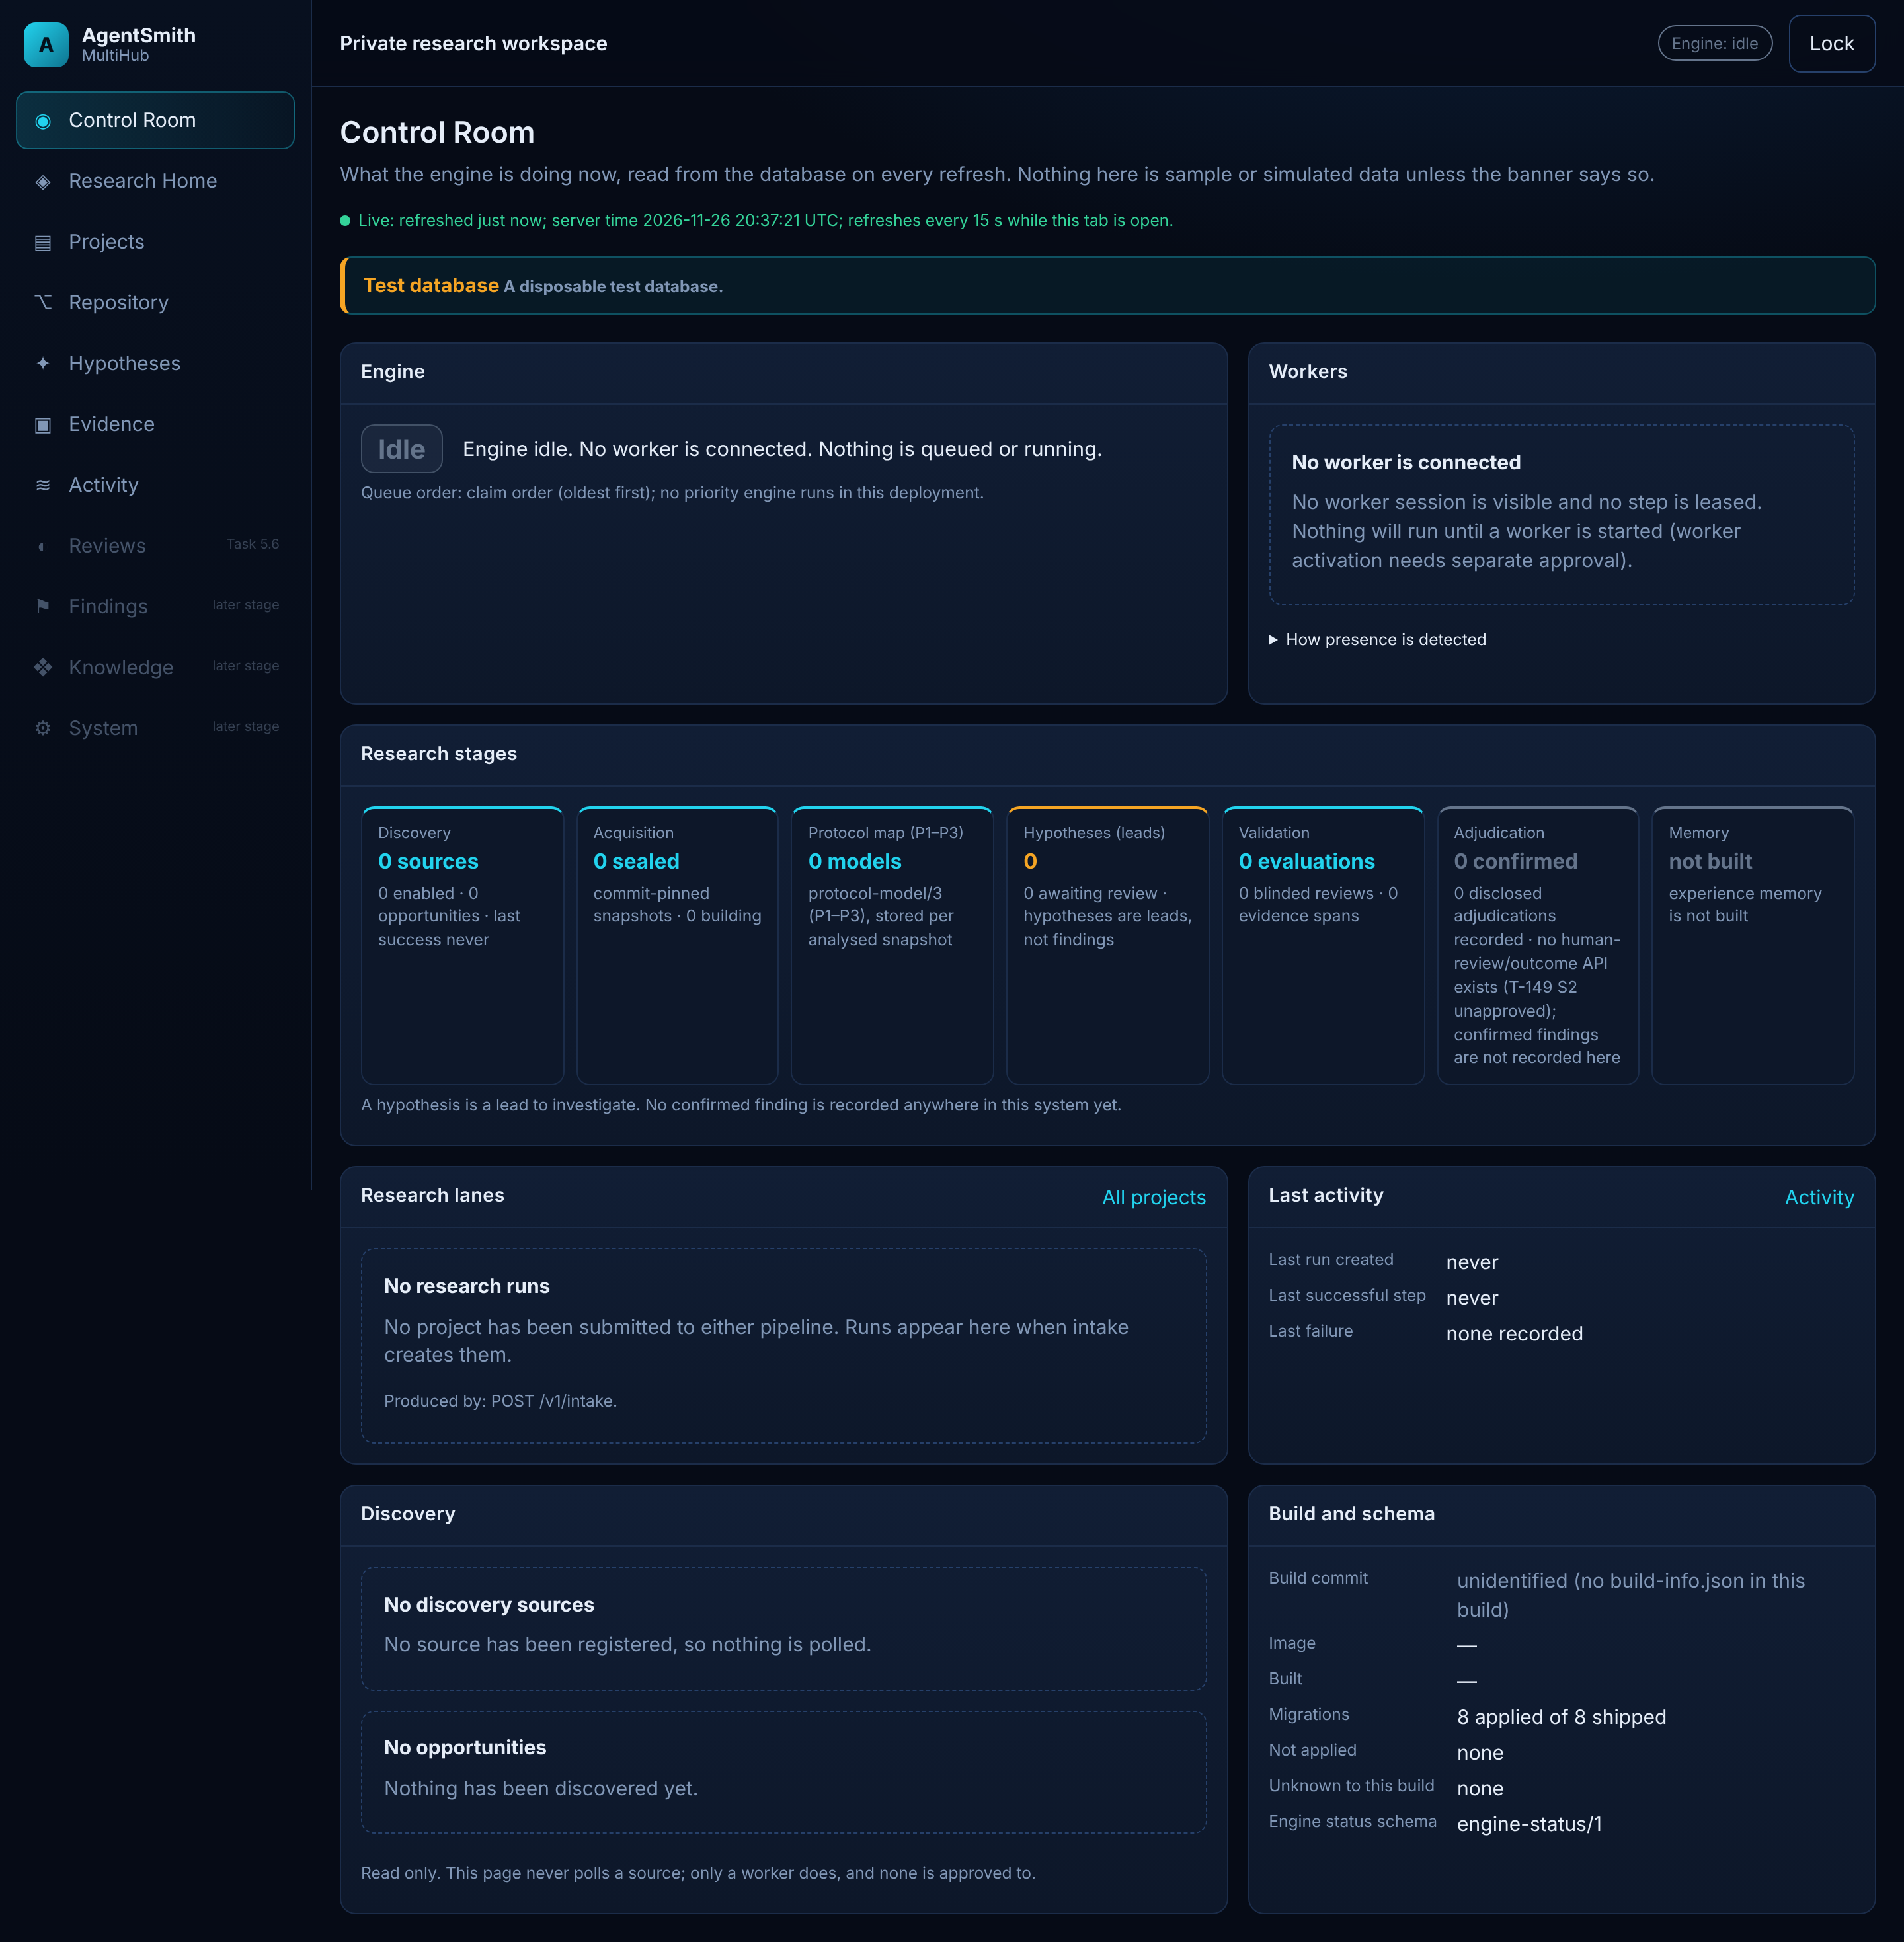 A
AgentSmith
MultiHub
Control Room
Research Home
Projects
Repository
Hypotheses
Evidence
Activity
Reviews
Task 5.6
Findings
later stage
Knowledge
later stage
System
later stage
Private research workspace
Engine: idle
Lock
Control Room
What the engine is doing now, read from the database on every refresh. Nothing here is sample or simulated data unless the banner says so.
Live: refreshed just now; server time 2026-11-26 20:37:21 UTC; refreshes every 15 s while this tab is open.
Test database A disposable test database.
Engine
Idle
Engine idle. No worker is connected. Nothing is queued or running.
Queue order: claim order (oldest first); no priority engine runs in this deployment.
Workers
No worker is connected
No worker session is visible and no step is leased.
Nothing will run until a worker is started (worker
activation needs separate approval).
How presence is detected
Research stages
Discovery
0 sources
0 enabled · 0
opportunities · last
success never
Acquisition
0 sealed
commit-pinned
snapshots · 0 building
Protocol map (P1–P3)
0 models
protocol-model/3
(P1–P3), stored per
analysed snapshot
Hypotheses (leads)
0
0 awaiting review ·
hypotheses are leads,
not findings
Validation
0 evaluations
0 blinded reviews · 0
evidence spans
Adjudication
0 confirmed
0 disclosed
adjudications
recorded · no human-
review/outcome API
exists (T-149 S2
unapproved);
confirmed findings
are not recorded here
Memory
not built
experience memory
is not built
A hypothesis is a lead to investigate. No confirmed finding is recorded anywhere in this system yet.
Research lanes
All projects
No research runs
No project has been submitted to either pipeline. Runs appear here when intake
creates them.
Produced by: POST /v1/intake.
Last activity
Activity
Last run created
never
Last successful step
never
Last failure
none recorded
Discovery
No discovery sources
No source has been registered, so nothing is polled.
No opportunities
Nothing has been discovered yet.
Read only. This page never polls a source; only a worker does, and none is approved to.
Build and schema
Build commit
unidentified (no build-info.json in this
build)
Image
—
Built
—
Migrations
8 applied of 8 shipped
Not applied
none
Unknown to this build
none
Engine status schema
engine-status/1